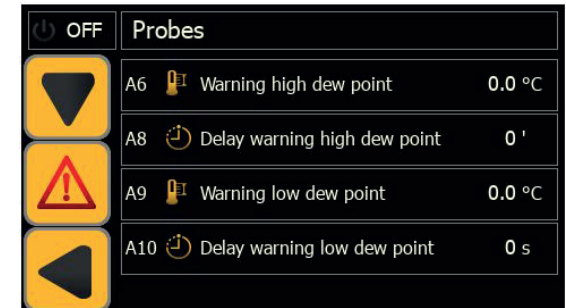 OFF Probes
A6 Warning high dew point 0.0 °C
A8 Delay warning high dew point 0 '
A9 Warning low dew point 0.0 °C
A10 Delay warning low dew point 0 s